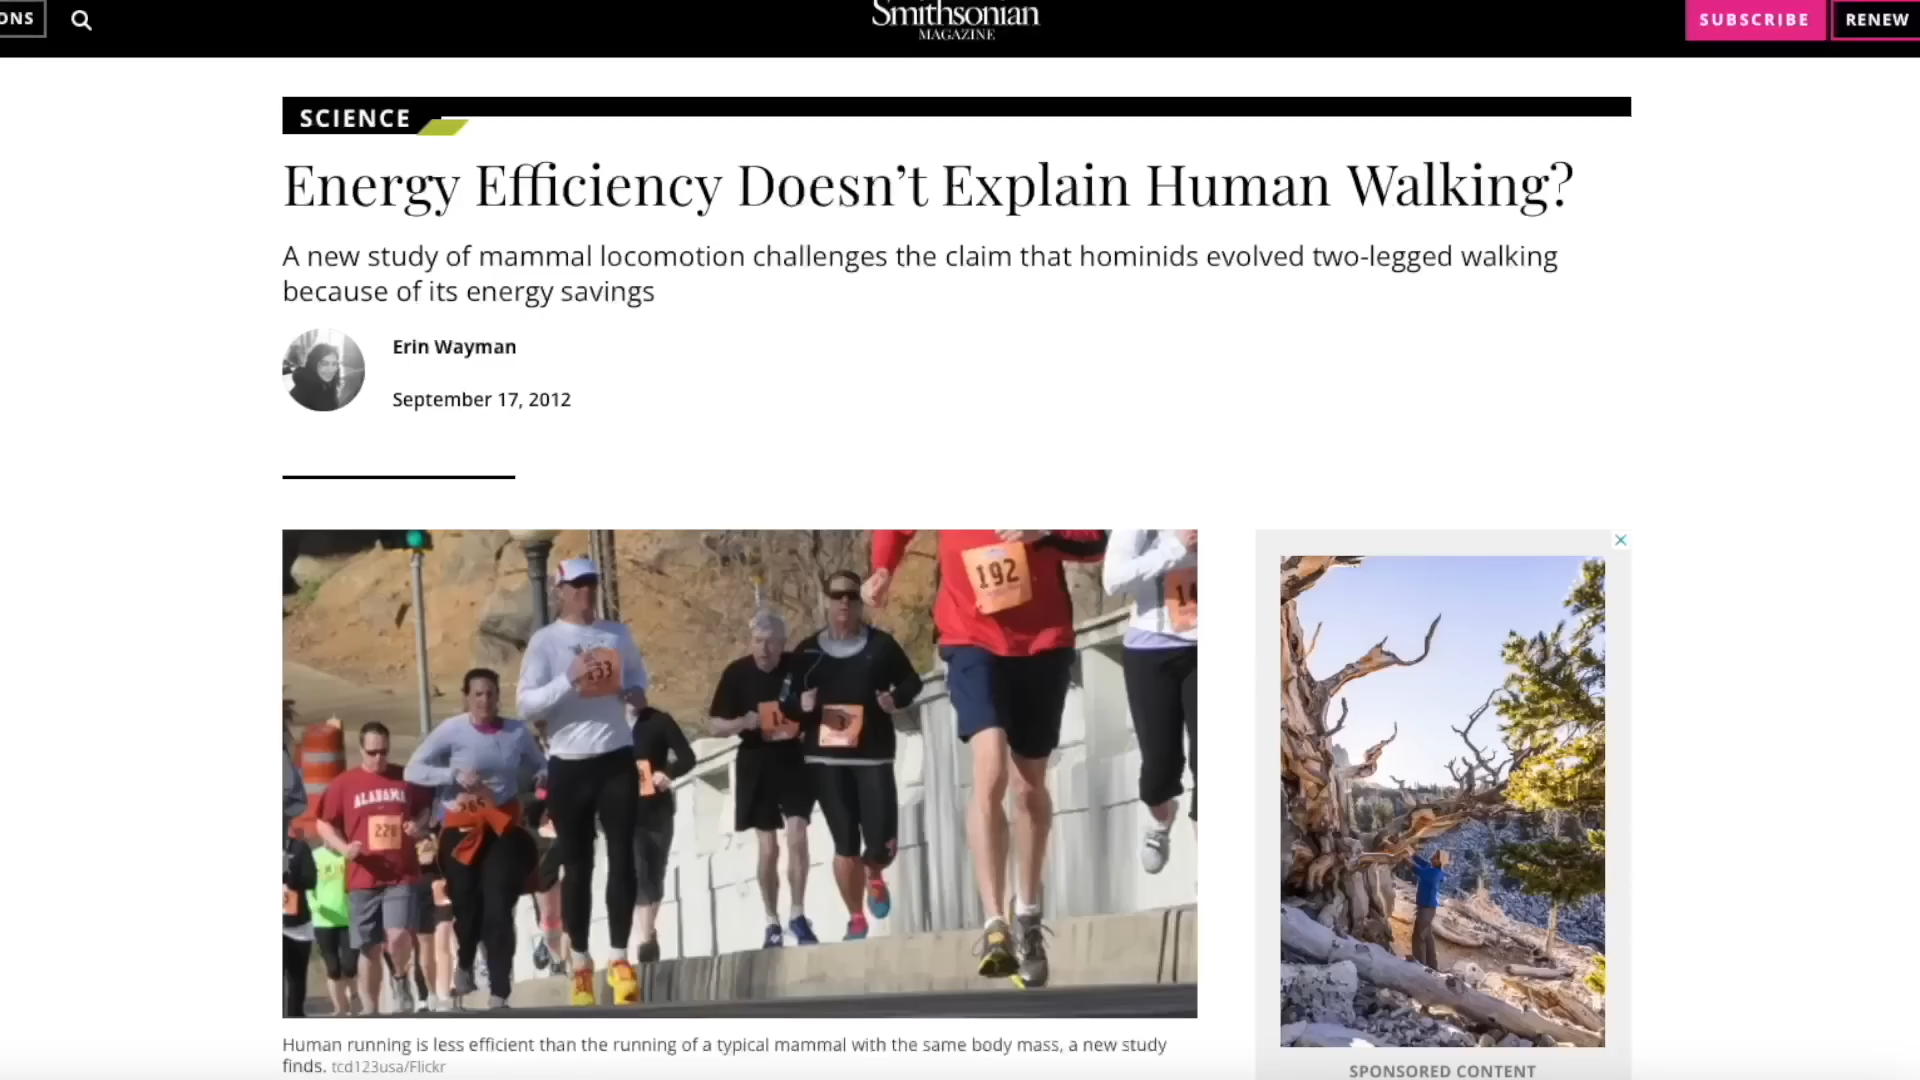 ONS
Smithsonian
MAGAZINE
SUBSCRIBE
RENEW
SCIENCE
Energy Efficiency Doesn’t Explain Human Walking?
A new study of mammal locomotion challenges the claim that hominids evolved two-legged walking
because of its energy savings
Erin Wayman
September 17, 2012
192
ALABAMA
Human running is less efficient than the running of a typical mammal with the same body mass, a new study
finds. tcd123usa/Flickr
SPONSORED CONTENT